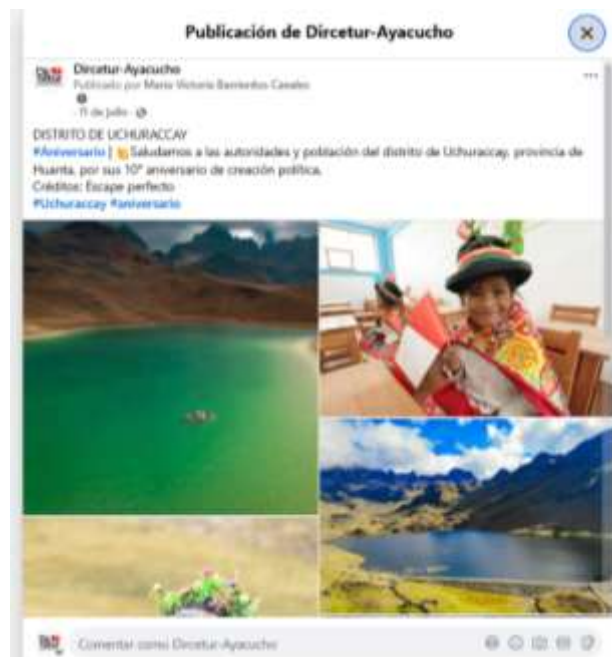 Publicación de Dircetur-Ayacucho
Dircetur-Ayacucho
Publicado por Maria Victoria Barrientos Canales
11 de julio
DISTRITO DE UCHURACCAY
#Aniversario | 👏Saludamos a las autoridades y población del distrito de Uchuraccay, provincia de
Huanta, por sus 10° aniversario de creación política.
Créditos: Escape perfecto
#Uchuraccay #aniversario
Comentar como Dircetur-Ayacucho